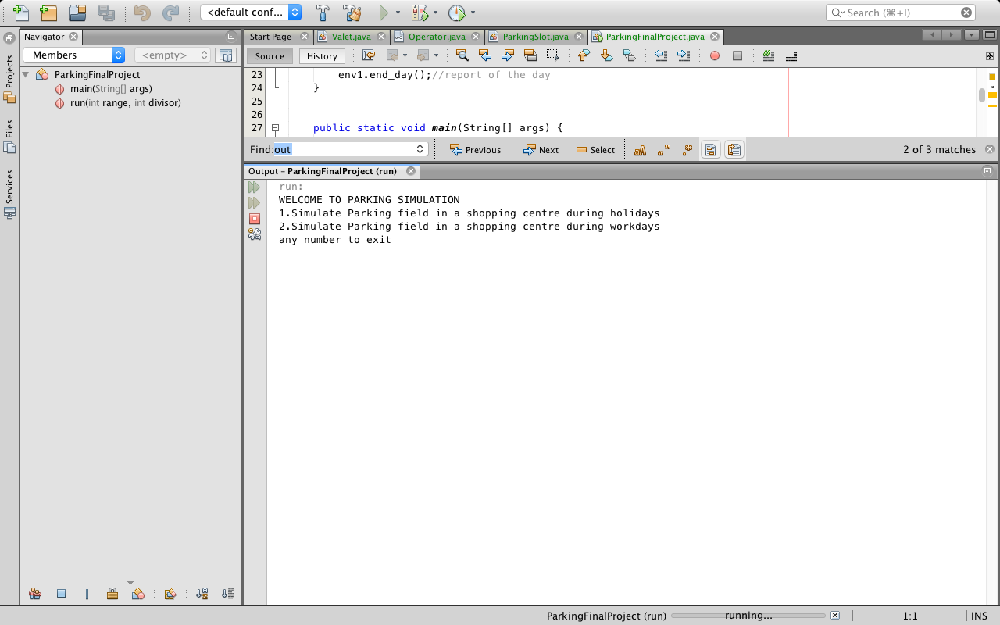 <default conf...
Search (⌘+I)
Projects
Files
Services
Navigator
Members
<empty>
ParkingFinalProject
main(String[] args)
run(int range, int divisor)
Start Page
Valet.java
Operator.java
ParkingSlot.java
ParkingFinalProject.java
Source
History
23 env1.end_day();//report of the day
24 }
25
26
27 public static void main(String[] args) {
Find: out
Previous
Next
Select
2 of 3 matches
Output – ParkingFinalProject (run)
run:
WELCOME TO PARKING SIMULATION
1.Simulate Parking field in a shopping centre during holidays
2.Simulate Parking field in a shopping centre during workdays
any number to exit
ParkingFinalProject (run)
running...
1:1
INS